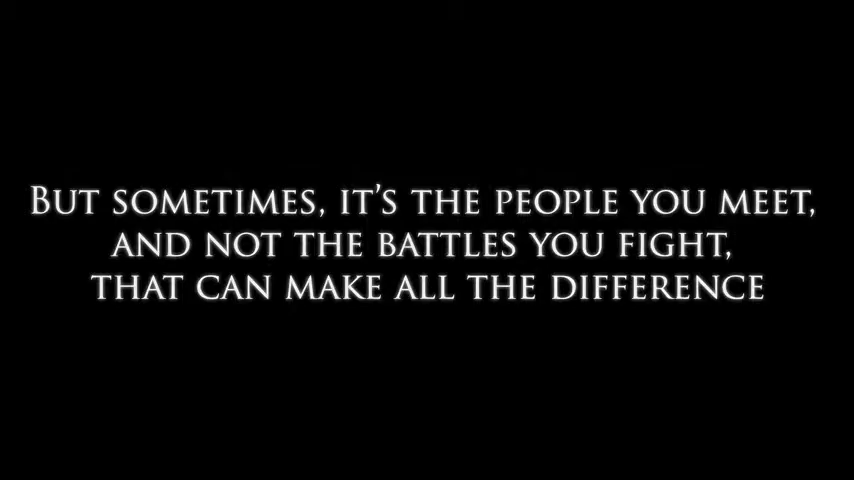 But sometimes, it's the people you meet,
and not the battles you fight,
that can make all the difference